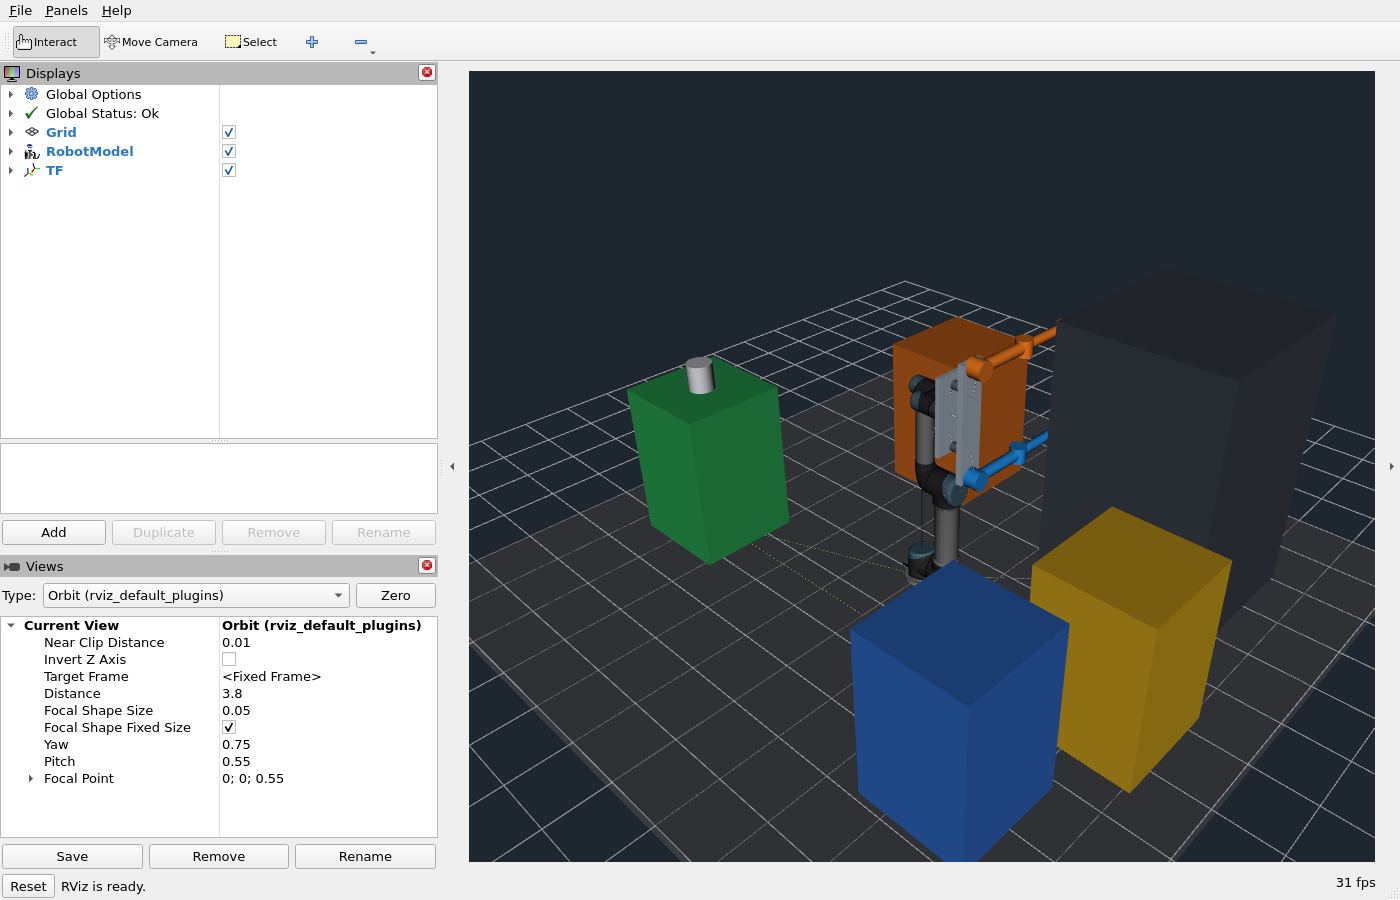 File Panels Help
Interact Move Camera Select
Displays
Global Options
Global Status: Ok
Grid
RobotModel
TF
Add Duplicate Remove Rename
Views
Type: Orbit (rviz_default_plugins) Zero
Current View Orbit (rviz_default_plugins)
Near Clip Distance 0.01
Invert Z Axis
Target Frame <Fixed Frame>
Distance 3.8
Focal Shape Size 0.05
Focal Shape Fixed Size
Yaw 0.75
Pitch 0.55
Focal Point 0; 0; 0.55
Save Remove Rename
Reset RViz is ready. 31 fps